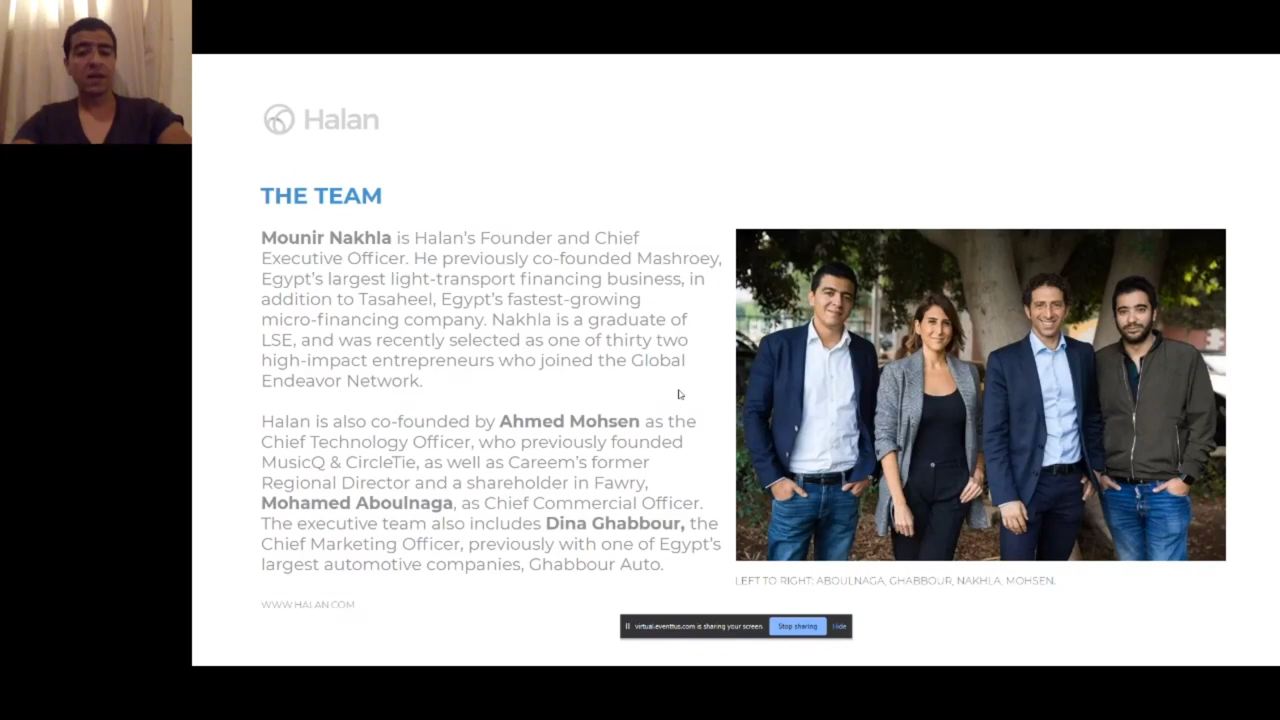 Halan
THE TEAM
Mounir Nakhla is Halan's Founder and Chief
Executive Officer. He previously co-founded Mashroey,
Egypt's largest light-transport financing business, in
addition to Tasaheel, Egypt's fastest-growing
micro-financing company. Nakhla is a graduate of
LSE, and was recently selected as one of thirty two
high-impact entrepreneurs who joined the Global
Endeavor Network.
Halan is also co-founded by Ahmed Mohsen as the
Chief Technology Officer, who previously founded
MusicQ & CircleTie, as well as Careem's former
Regional Director and a shareholder in Fawry,
Mohamed Aboulnaga, as Chief Commercial Officer.
The executive team also includes Dina Ghabbour, the
Chief Marketing Officer, previously with one of Egypt's
largest automotive companies, Ghabbour Auto.
WWW.HALAN.COM
LEFT TO RIGHT: ABOULNAGA, GHABBOUR, NAKHLA, MOHSEN.
virtual.eventtus.com is sharing your screen. Stop sharing Hide